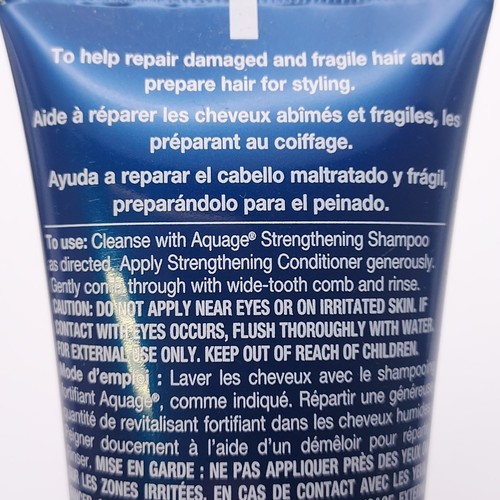 To help repair damaged and fragile hair and
prepare hair for styling.
Aide à réparer les cheveux abîmés et fragiles, les
préparant au coiffage.
Ayuda a reparar el cabello maltratado y frágil,
preparándolo para el peinado.
To use: Cleanse with Aquage® Strengthening Shampoo
as directed. Apply Strengthening Conditioner generously.
Gently comb through with wide-tooth comb and rinse.
CAUTION: DO NOT APPLY NEAR EYES OR ON IRRITATED SKIN. IF
CONTACT WITH EYES OCCURS, FLUSH THOROUGHLY WITH WATER.
FOR EXTERNAL USE ONLY. KEEP OUT OF REACH OF CHILDREN.
Mode d'emploi : Laver les cheveux avec le shampooing
fortifiant Aquage®, comme indiqué. Répartir une généreuse
quantité de revitalisant fortifiant dans les cheveux humides.
Peigner doucement à l'aide d'un démêloir pour
MISE EN GARDE : NE PAS APPLIQUER PRÈS DES YEUX
LES ZONES IRRITÉES. EN CAS DE CONTACT AVEC LES